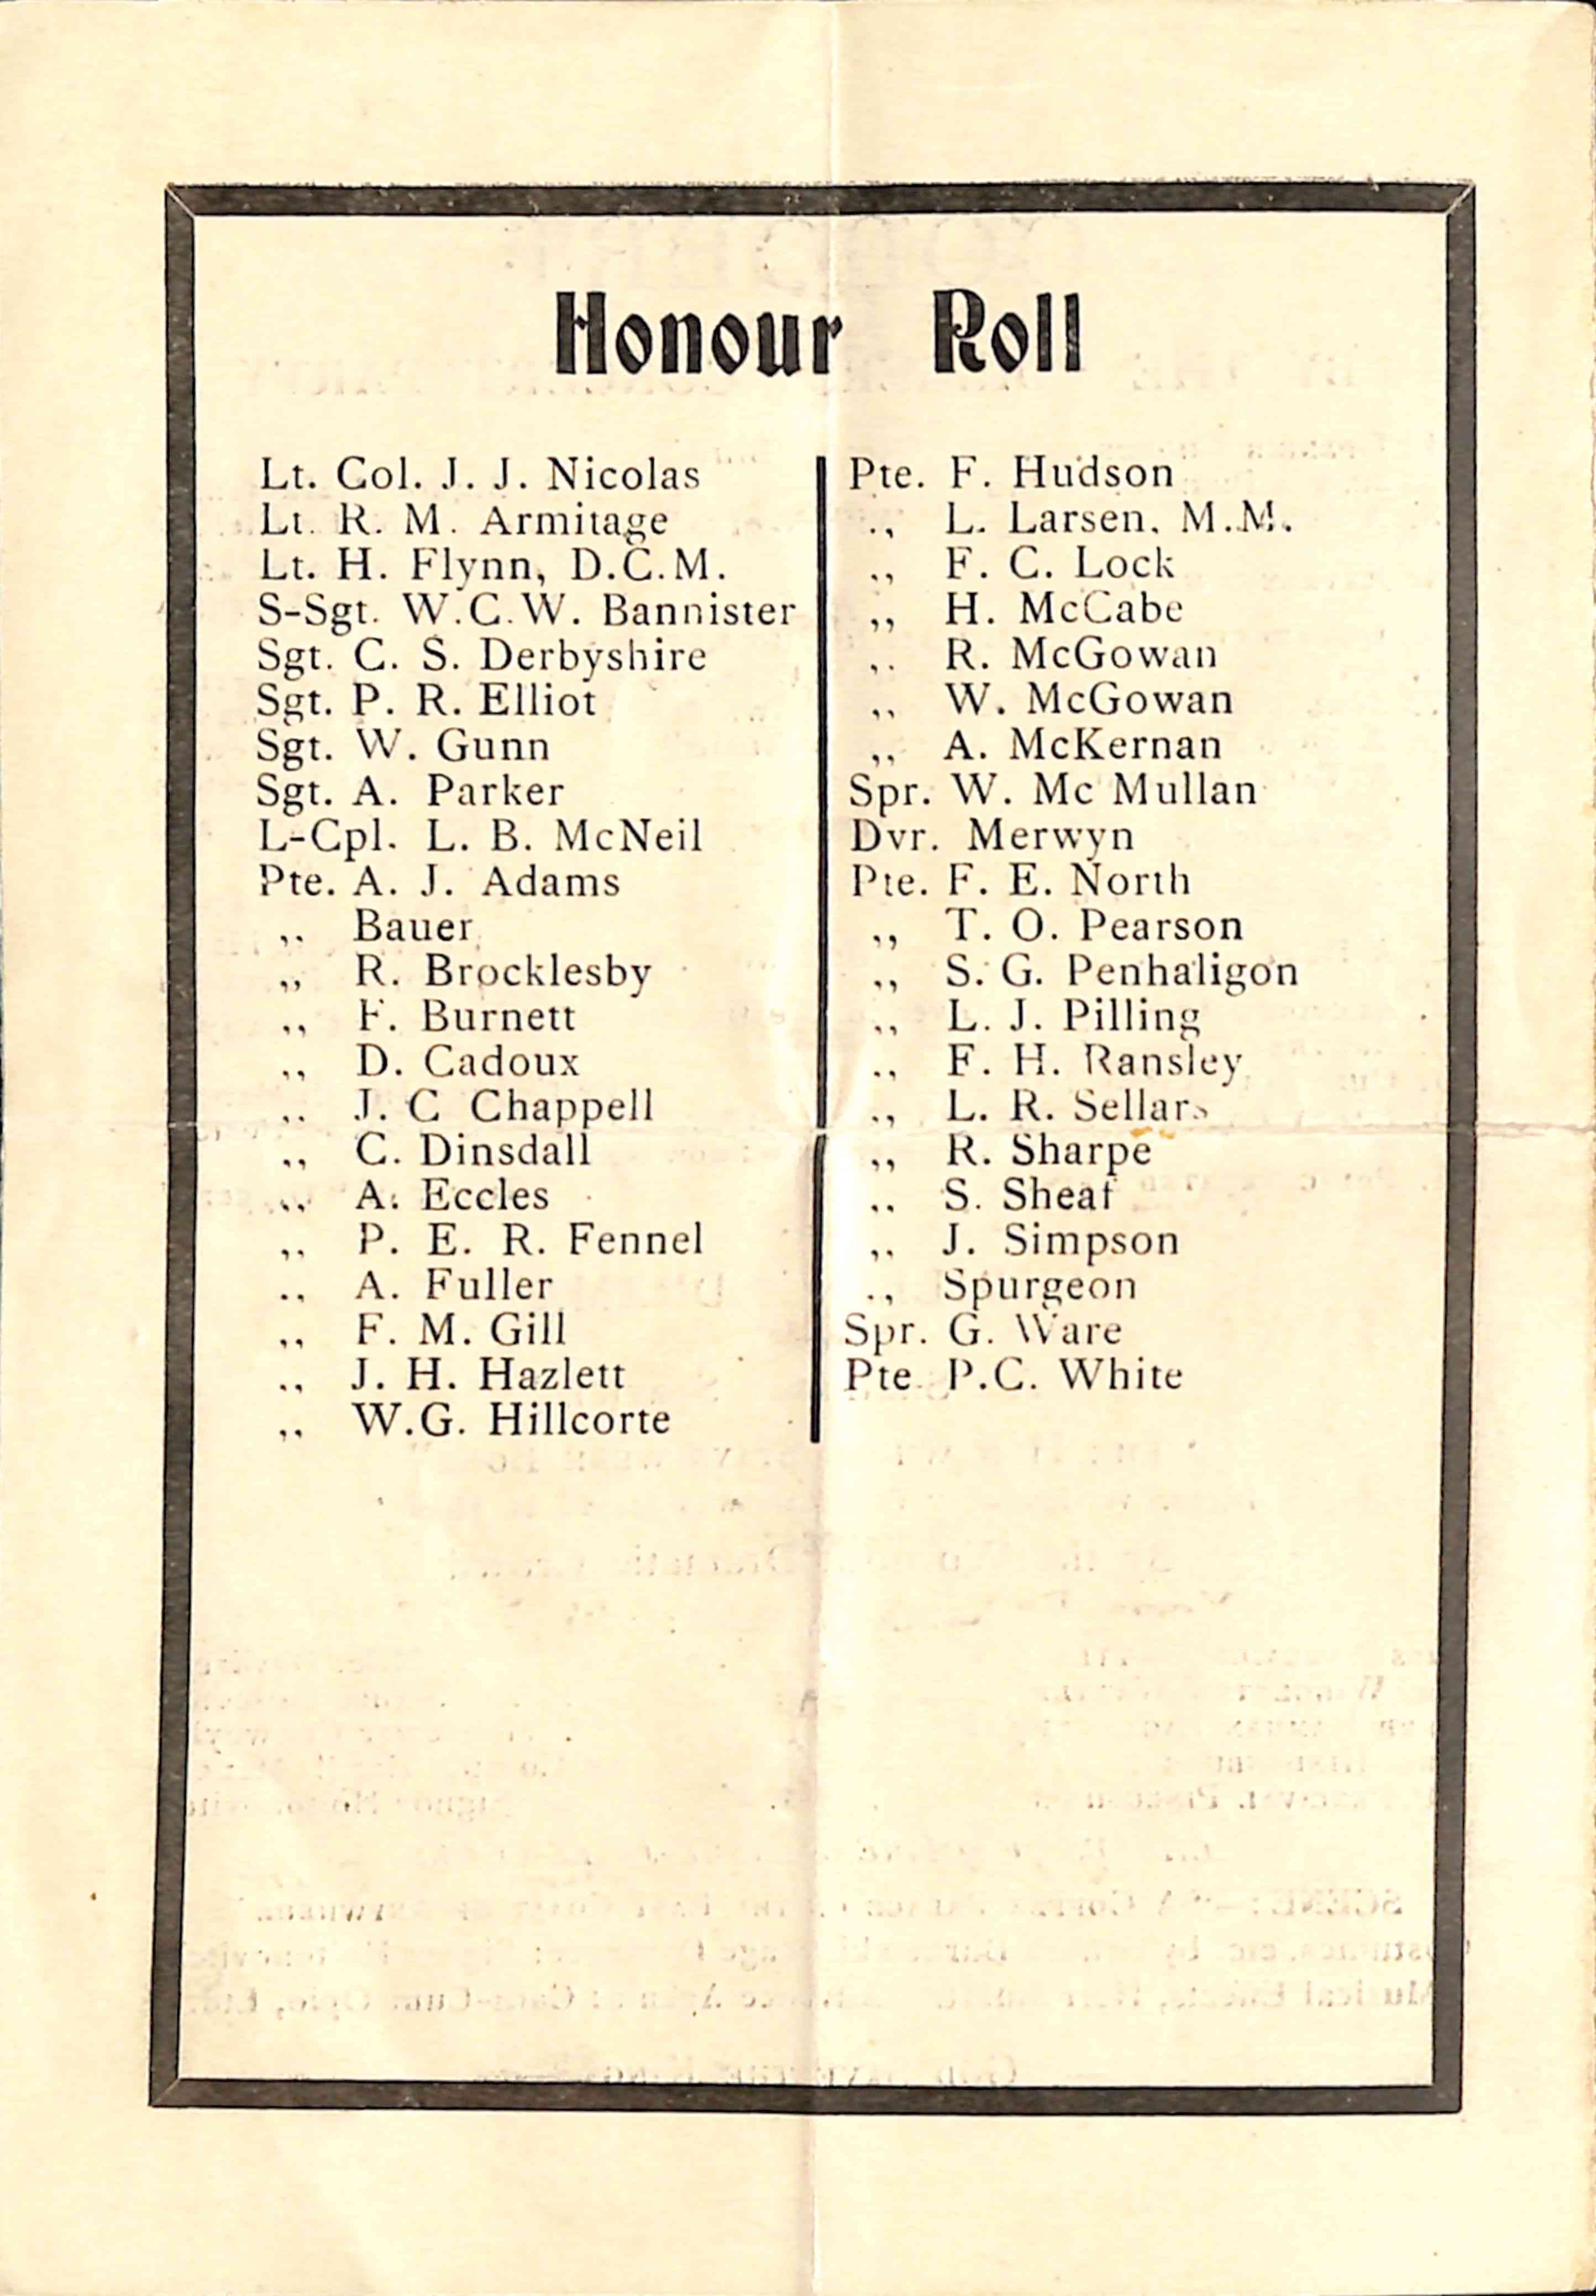 Honour Roll
Lt. Col. J. J. Nicolas
Lt. R. M. Armitage
Lt. H. Flynn, D.C.M.
S-Sgt. W.C.W. Bannister
Sgt. C. S. Derbyshire
Sgt. P. R. Elliot
Sgt. W. Gunn
Sgt. A. Parker
L-Cpl. L. B. McNeil
Pte. A. J. Adams
,, Bauer
,, R. Brocklesby
,, F. Burnett
,, D. Cadoux
,, J. C Chappell
,, C. Dinsdall
,, A. Eccles
,, P. E. R. Fennel
,, A. Fuller
,, F. M. Gill
,, J. H. Hazlett
,, W.G. Hillcorte
Pte. F. Hudson
,, L. Larsen, M.M.
,, F. C. Lock
,, H. McCabe
,, R. McGowan
,, W. McGowan
,, A. McKernan
Spr. W. Mc Mullan
Dvr. Merwyn
Pte. F. E. North
,, T. O. Pearson
,, S. G. Penhaligon
,, L. J. Pilling
,, F. H. Ransley
,, L. R. Sellars
,, R. Sharpe
,, S. Sheaf
,, J. Simpson
,, Spurgeon
Spr. G. Ware
Pte. P.C. White